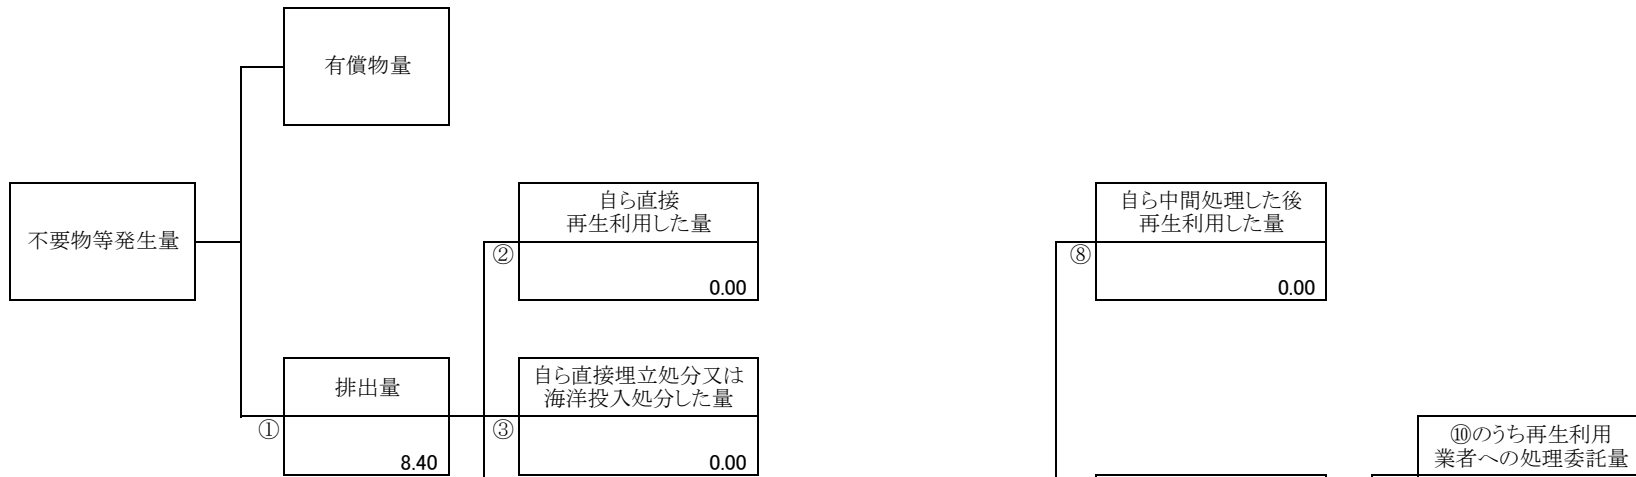 有償物量
不要物等発生量
自ら直接
再生利用した量
②
0.00
自ら中間処理した後
再生利用した量
⑧
0.00
排出量
①
8.40
自ら直接埋立処分又は
海洋投入処分した量
③
0.00
⑩のうち再生利用
業者への処理委託量